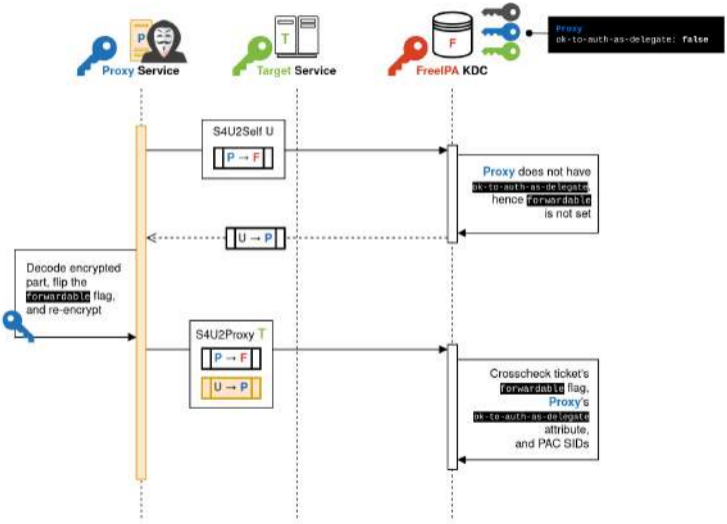 P
T
F
Proxy
ok-to-auth-as-delegate: false
Proxy Service
Target Service
FreeIPA KDC
S4U2Self U
P → F
Proxy does not have
ok-to-auth-as-delegate,
hence forwardable
is not set
U → P
Decode encrypted
part, flip the
forwardable flag,
and re-encrypt
S4U2Proxy T
P → F
U → P
Crosscheck ticket's
forwardable flag,
Proxy's
ok-to-auth-as-delegate
attribute,
and PAC SIDs